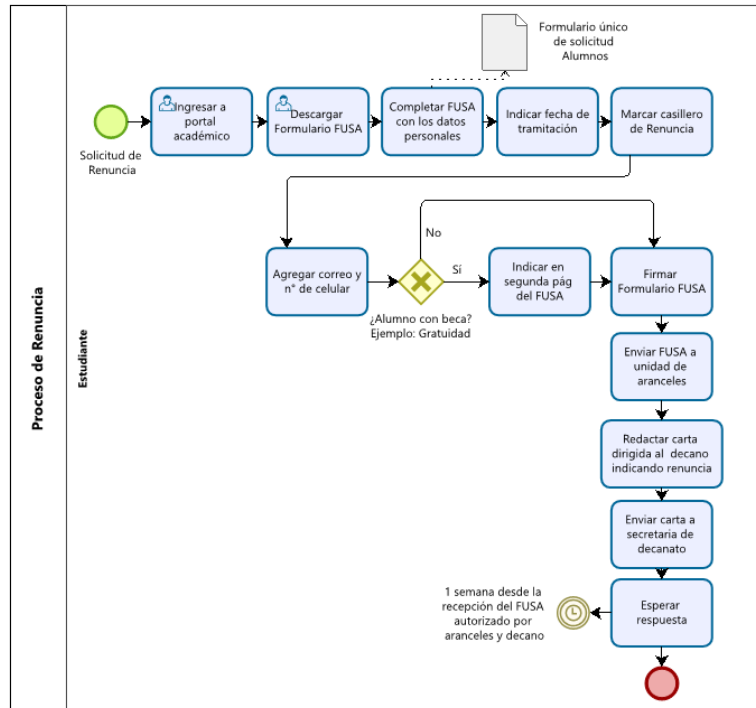 Proceso de Renuncia
Estudiante
Formulario único
de solicitud
Alumnos
Solicitud de
Renuncia
Ingresar a
portal
académico
Descargar
Formulario FUSA
Completar FUSA
con los datos
personales
Indicar fecha de
tramitación
Marcar casillero
de Renuncia
Agregar correo y
n° de celular
¿Alumno con beca?
Ejemplo: Gratuidad
No
Sí
Indicar en
segunda pág
del FUSA
Firmar
Formulario FUSA
Enviar FUSA a
unidad de
aranceles
Redactar carta
dirigida al decano
indicando renuncia
Enviar carta a
secretaria de
decanato
Esperar
respuesta
1 semana desde la
recepción del FUSA
autorizado por
aranceles y decano